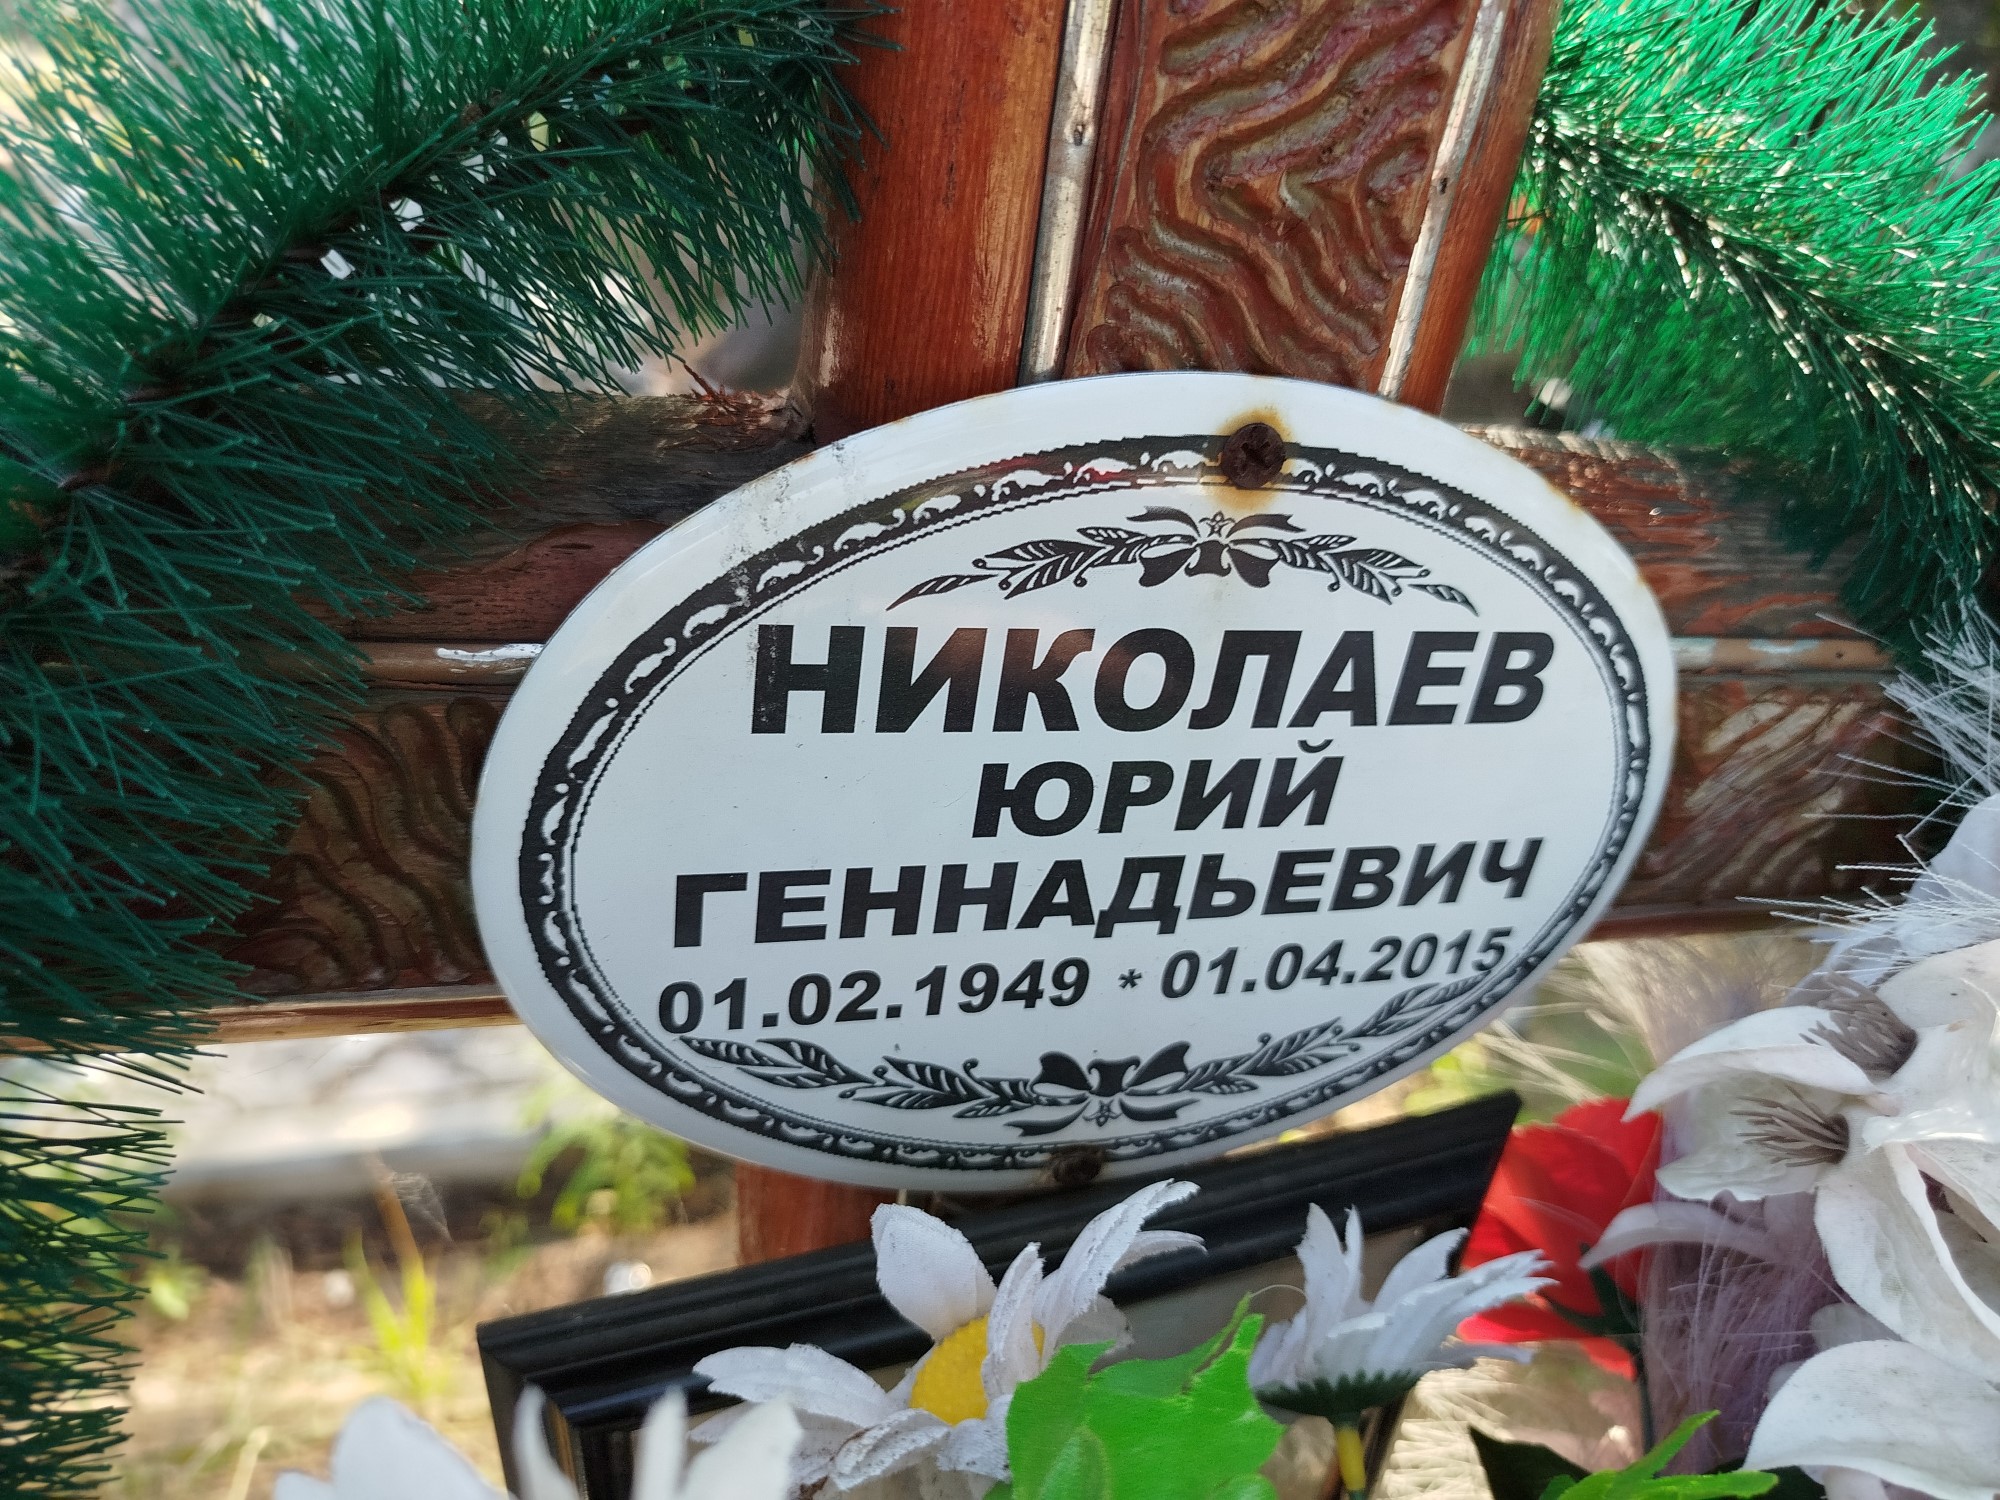 НИКОЛАЕВ
ЮРИЙ
ГЕННАДЬЕВИЧ
01.02.1949 * 01.04.2015